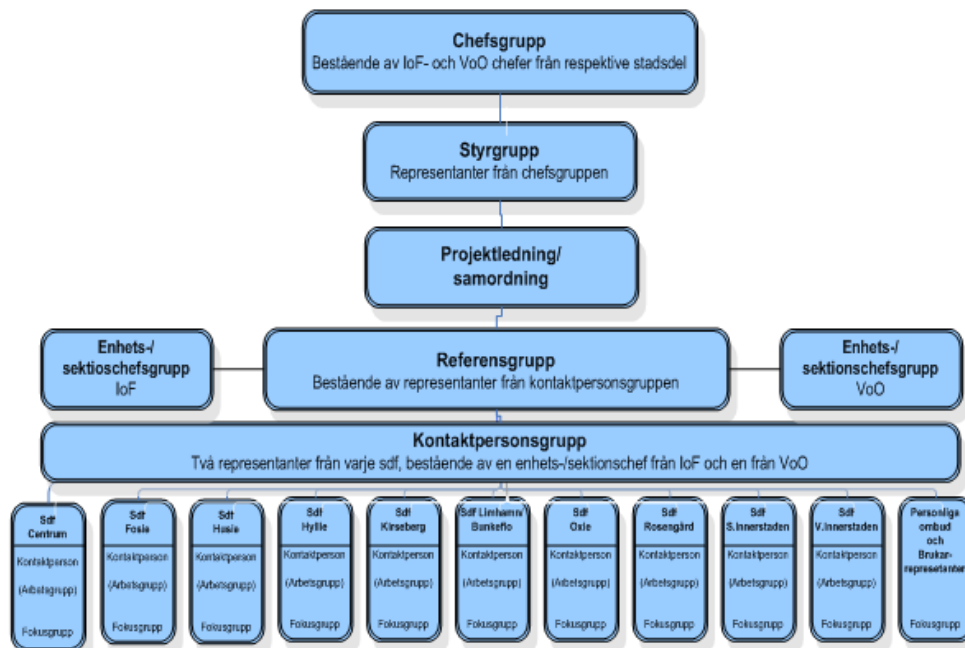 Chefsgrupp
Bestående av IoF- och VoO chefer från respektive stadsdel
Styrgrupp
Representanter från chefsgruppen
Projektledning/
samordning
Enhets-/
sektioschefsgrupp
IoF
Referensgrupp
Bestående av representanter från kontaktpersonsgruppen
Enhets-/
sektionschefsgrupp
VoO
Kontaktpersonsgrupp
Två representanter från varje sdf, bestående av en enhets-/sektionschef från IoF och en från VoO
Sdf
Centrum
Kontaktperson
(Arbetsgrupp)
Fokusgrupp
Sdf
Fosie
Kontaktperson
(Arbetsgrupp)
Fokusgrupp
Sdf
Husie
Kontaktperson
(Arbetsgrupp)
Fokusgrupp
Sdf
Hyllie
Kontaktperson
(Arbetsgrupp)
Fokusgrupp
Sdf
Kirseberg
Kontaktperson
(Arbetsgrupp)
Fokusgrupp
Sdf Limhamn/
Bunkeflo
Kontaktperson
(Arbetsgrupp)
Fokusgrupp
Sdf
Oxie
Kontaktperson
(Arbetsgrupp)
Fokusgrupp
Sdf
Rosengård
Kontaktperson
(Arbetsgrupp)
Fokusgrupp
Sdf
S.Innerstaden
Kontaktperson
(Arbetsgrupp)
Fokusgrupp
Sdf
V.Innerstaden
Kontaktperson
(Arbetsgrupp)
Fokusgrupp
Personliga
ombud
och
Brukar-
represetanter